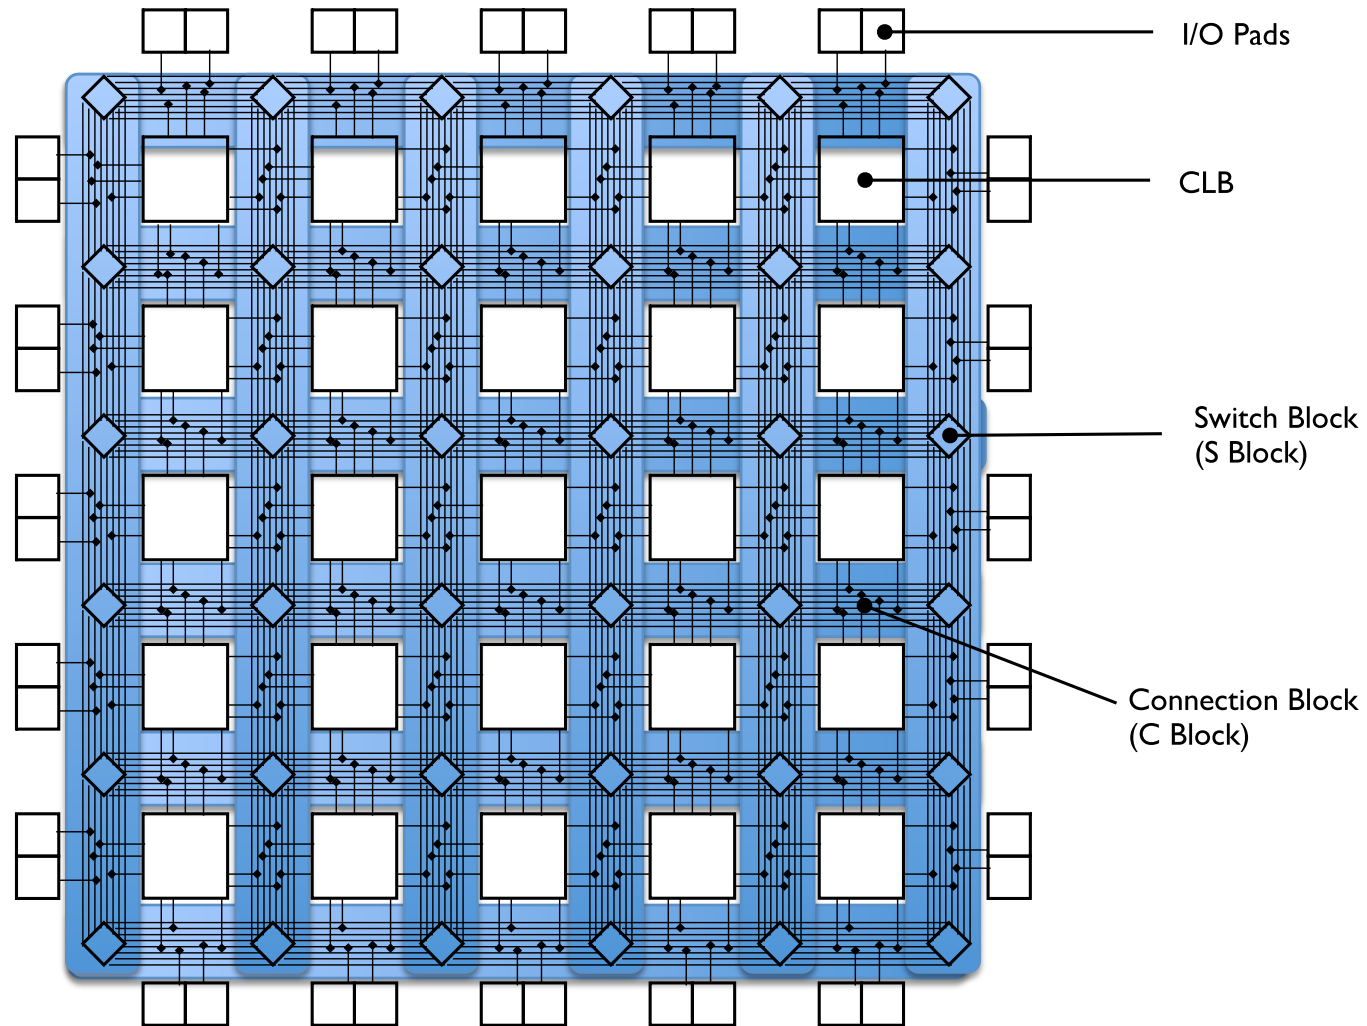 I/O Pads
CLB
Switch Block
(S Block)
Connection Block
(C Block)